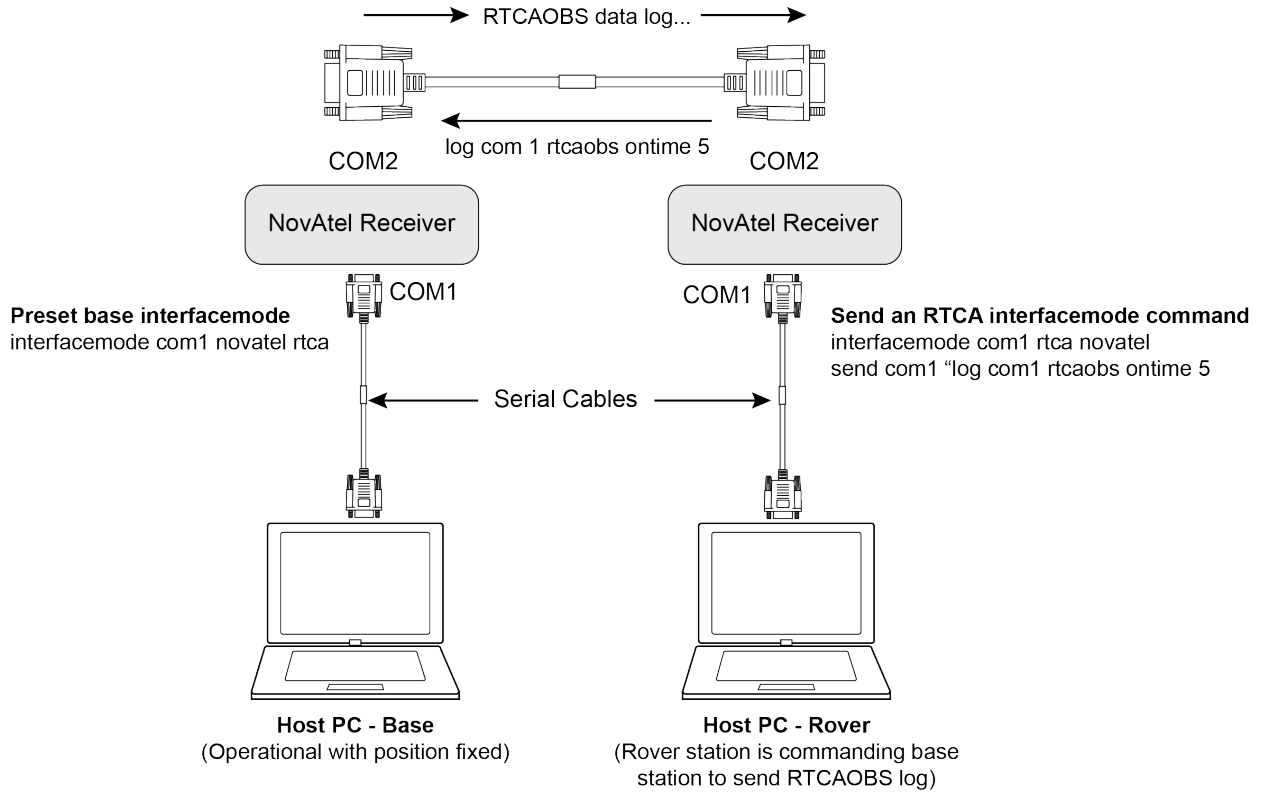 RTCAOBS data log...
log com 1 rtcaobs ontime 5
COM2
COM2
NovAtel Receiver
NovAtel Receiver
COM1
COM1
Preset base interfacemode
interfacemode com1 novatel rtca
Send an RTCA interfacemode command
interfacemode com1 rtca novatel
send com1 “log com1 rtcaobs ontime 5
Serial Cables
Host PC - Base
(Operational with position fixed)
Host PC - Rover
(Rover station is commanding base
station to send RTCAOBS log)